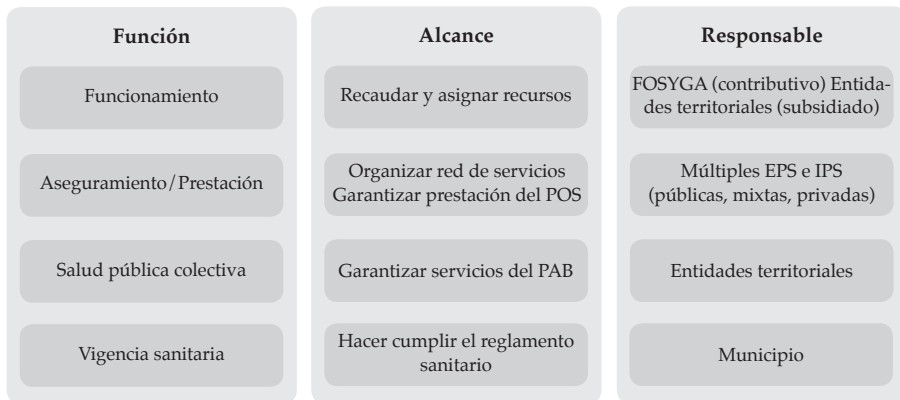 Función
Alcance
Responsable
Funcionamiento
Recaudar y asignar recursos
FOSYGA (contributivo) Entida-
des territoriales (subsidiado)
Aseguramiento/Prestación
Organizar red de servicios
Garantizar prestación del POS
Múltiples EPS e IPS
(públicas, mixtas, privadas)
Salud pública colectiva
Garantizar servicios del PAB
Entidades territoriales
Vigencia sanitaria
Hacer cumplir el reglamento
sanitario
Municipio